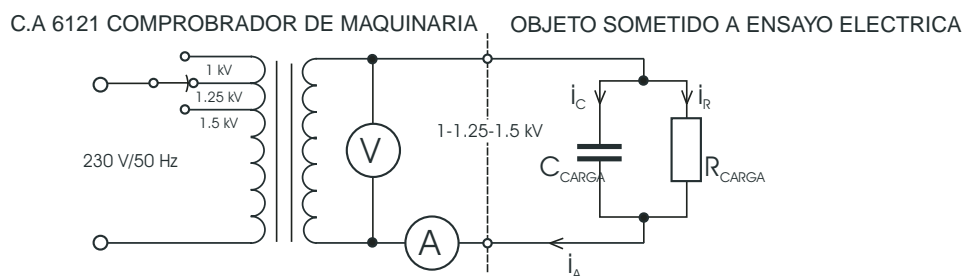 C.A 6121 COMPROBRADOR DE MAQUINARIA
OBJETO SOMETIDO A ENSAYO ELECTRICA
1 kV
1.25 kV
1.5 kV
230 V/50 Hz
V
A
1-1.25-1.5 kV
iC
iR
CCARGA
RCARGA
iA